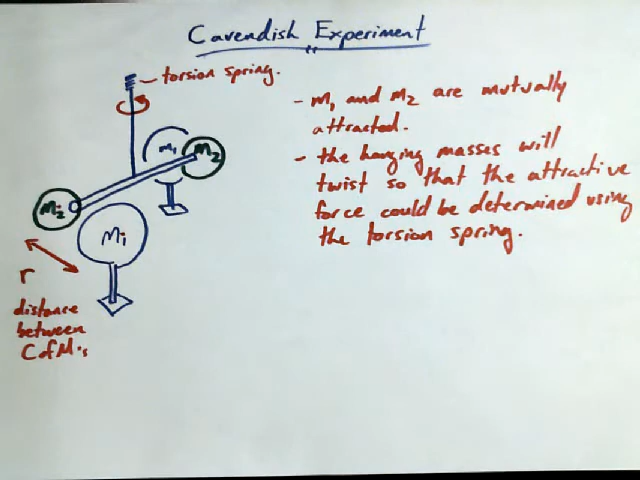 Cavendish Experiment
torsion spring.
- m₁ and m₂ are mutually
attracted.
- the hanging masses will
twist so that the attractive
force could be determined using
the torsion spring.
m₁
m₂
m₂
m₁
r
distance
between
CofM's